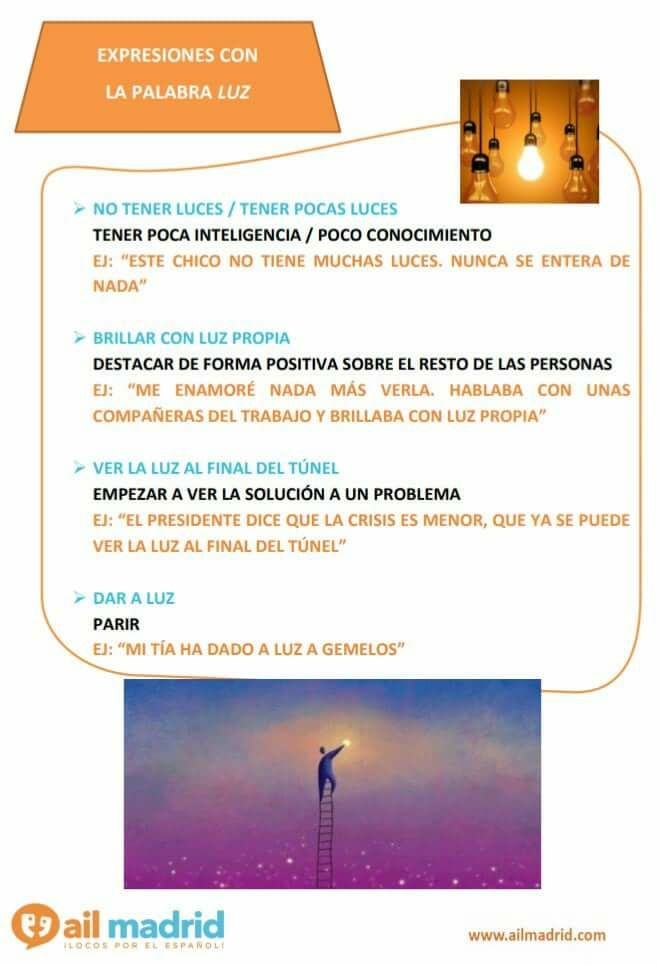 EXPRESIONES CON
LA PALABRA LUZ
➢ NO TENER LUCES / TENER POCAS LUCES
TENER POCA INTELIGENCIA / POCO CONOCIMIENTO
EJ: “ESTE CHICO NO TIENE MUCHAS LUCES. NUNCA SE ENTERA DE
NADA”
➢ BRILLAR CON LUZ PROPIA
DESTACAR DE FORMA POSITIVA SOBRE EL RESTO DE LAS PERSONAS
EJ: “ME ENAMORÉ NADA MÁS VERLA. HABLABA CON UNAS
COMPAÑERAS DEL TRABAJO Y BRILLABA CON LUZ PROPIA”
➢ VER LA LUZ AL FINAL DEL TÚNEL
EMPEZAR A VER LA SOLUCIÓN A UN PROBLEMA
EJ: “EL PRESIDENTE DICE QUE LA CRISIS ES MENOR, QUE YA SE PUEDE
VER LA LUZ AL FINAL DEL TÚNEL”
➢ DAR A LUZ
PARIR
EJ: “MI TÍA HA DADO A LUZ A GEMELOS”
ail madrid
¡LOCOS POR EL ESPAÑOL!
www.ailmadrid.com